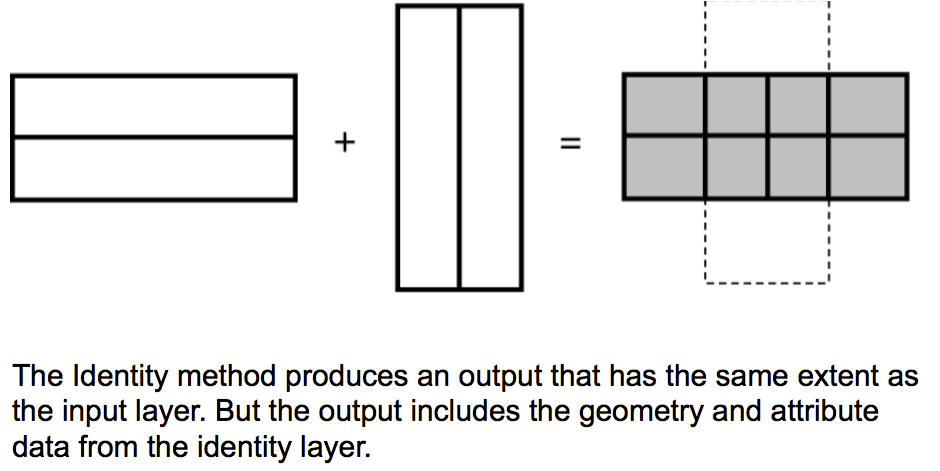 +
=
The Identity method produces an output that has the same extent as
the input layer. But the output includes the geometry and attribute
data from the identity layer.